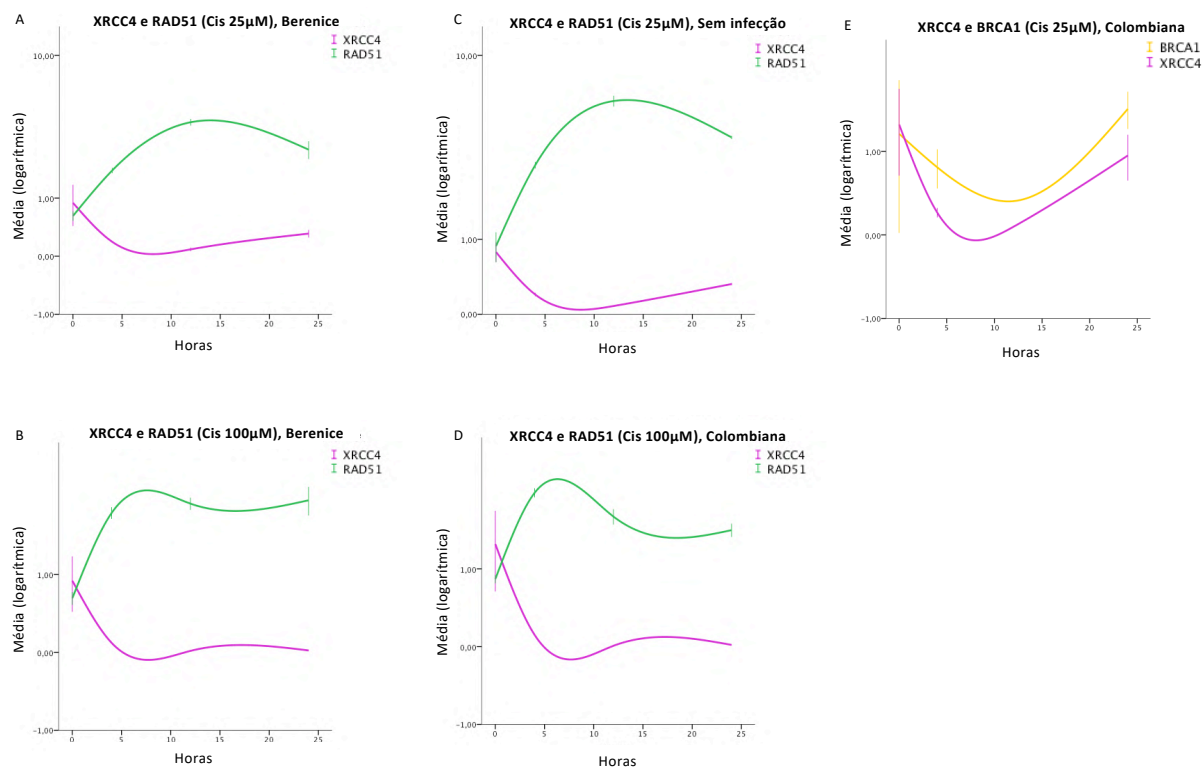 A
XRCC4 e RAD51 (Cis 25µM), Berenice
XRCC4
RAD51
10,00
1,00
0,00
−1,00
Média (logarítmica)
0 5 10 15 20 25
Horas
C
XRCC4 e RAD51 (Cis 25µM), Sem infecção
XRCC4
RAD51
10,00
1,00
0,00
Média (logarítmica)
0 5 10 15 20 25
Horas
E
XRCC4 e BRCA1 (Cis 25µM), Colombiana
BRCA1
XRCC4
1,00
0,00
−1,00
Média (logarítmica)
0 5 10 15 20 25
Horas
B
XRCC4 e RAD51 (Cis 100µM), Berenice
XRCC4
RAD51
1,00
0,00
−1,00
Média (logarítmica)
0 5 10 15 20 25
Horas
D
XRCC4 e RAD51 (Cis 100µM), Colombiana
XRCC4
RAD51
1,00
0,00
−1,00
Média (logarítmica)
0 5 10 15 20 25
Horas